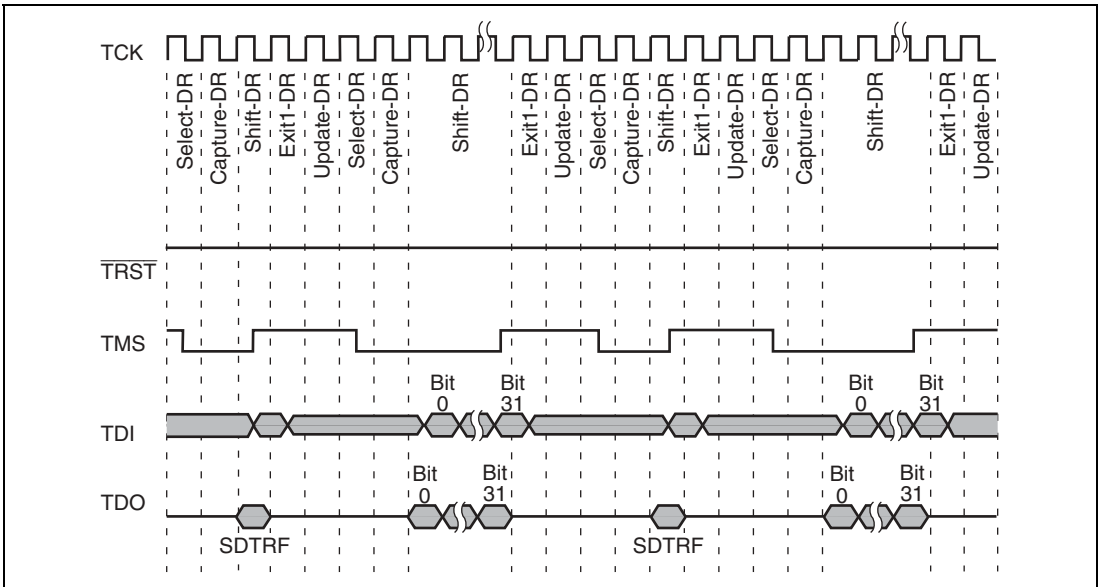 TCK
Select-DR
Capture-DR
Shift-DR
Exit1-DR
Update-DR
Select-DR
Capture-DR
Shift-DR
Exit1-DR
Update-DR
Select-DR
Capture-DR
Shift-DR
Exit1-DR
Update-DR
Select-DR
Capture-DR
Shift-DR
Exit1-DR
Update-DR
TRST
TMS
Bit
0
Bit
31
Bit
0
Bit
31
TDI
Bit
0
Bit
31
Bit
0
Bit
31
TDO
SDTRF
SDTRF